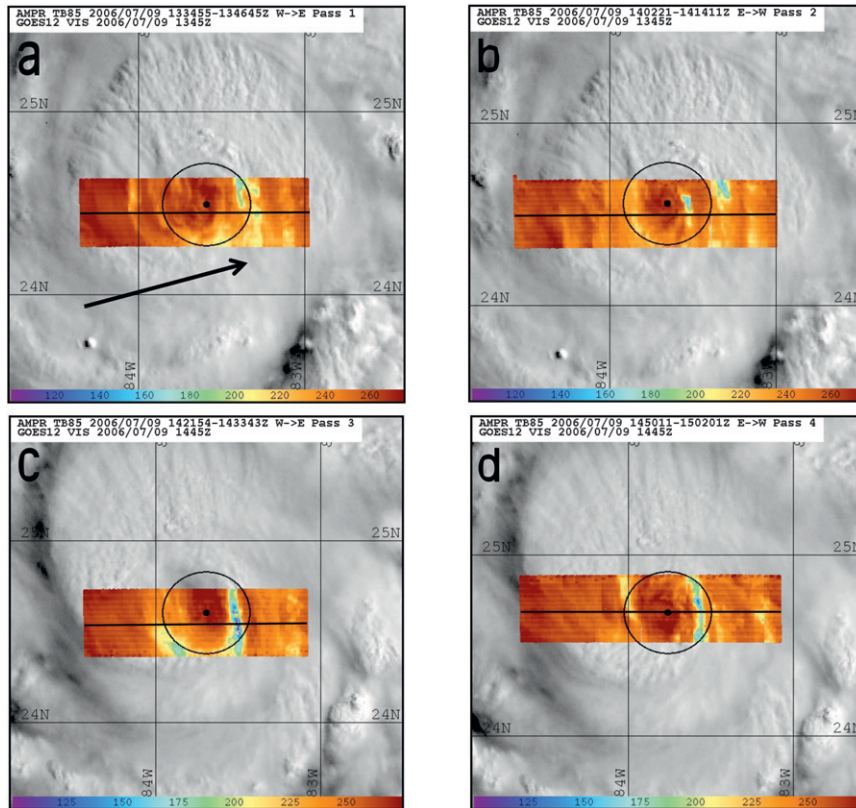 AMPR TB85 2006/07/09 133455-134645Z W->E Pass 1
GOES12 VIS 2006/07/09 1345Z
a
25N 25N
24N 24N
84W 83W
120 140 160 180 200 220 240 260
AMPR TB85 2006/07/09 140221-141411Z E->W Pass 2
GOES12 VIS 2006/07/09 1345Z
b
25N 25N
24N 24N
84W 83W
120 140 160 180 200 220 240 260
AMPR TB85 2006/07/09 142154-143343Z W->E Pass 3
GOES12 VIS 2006/07/09 1445Z
c
25N 25N
24N 24N
84W 83W
125 150 175 200 225 250
AMPR TB85 2006/07/09 145011-150201Z E->W Pass 4
GOES12 VIS 2006/07/09 1445Z
d
25N 25N
24N 24N
84W 83W
125 150 175 200 225 250